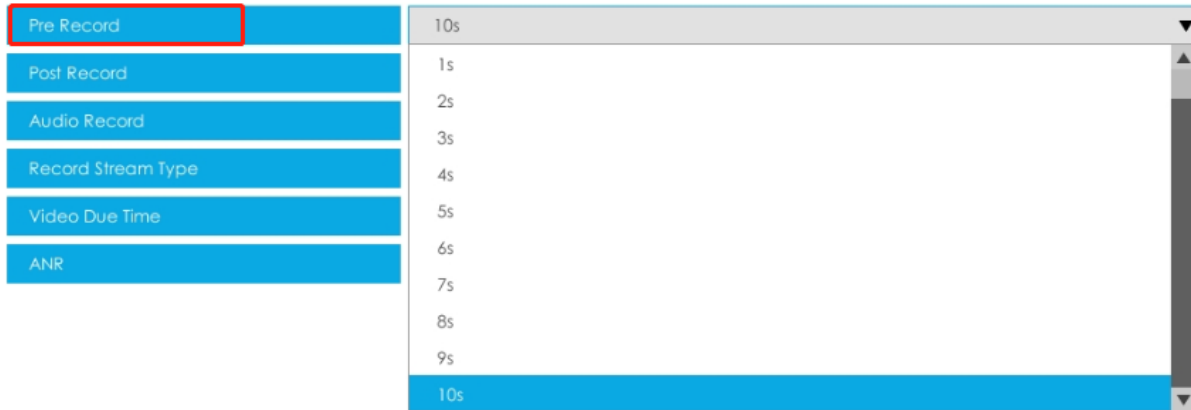 Pre Record
10s
1s
Post Record
2s
Audio Record
3s
Record Stream Type
4s
Video Due Time
5s
6s
ANR
7s
8s
9s
10s